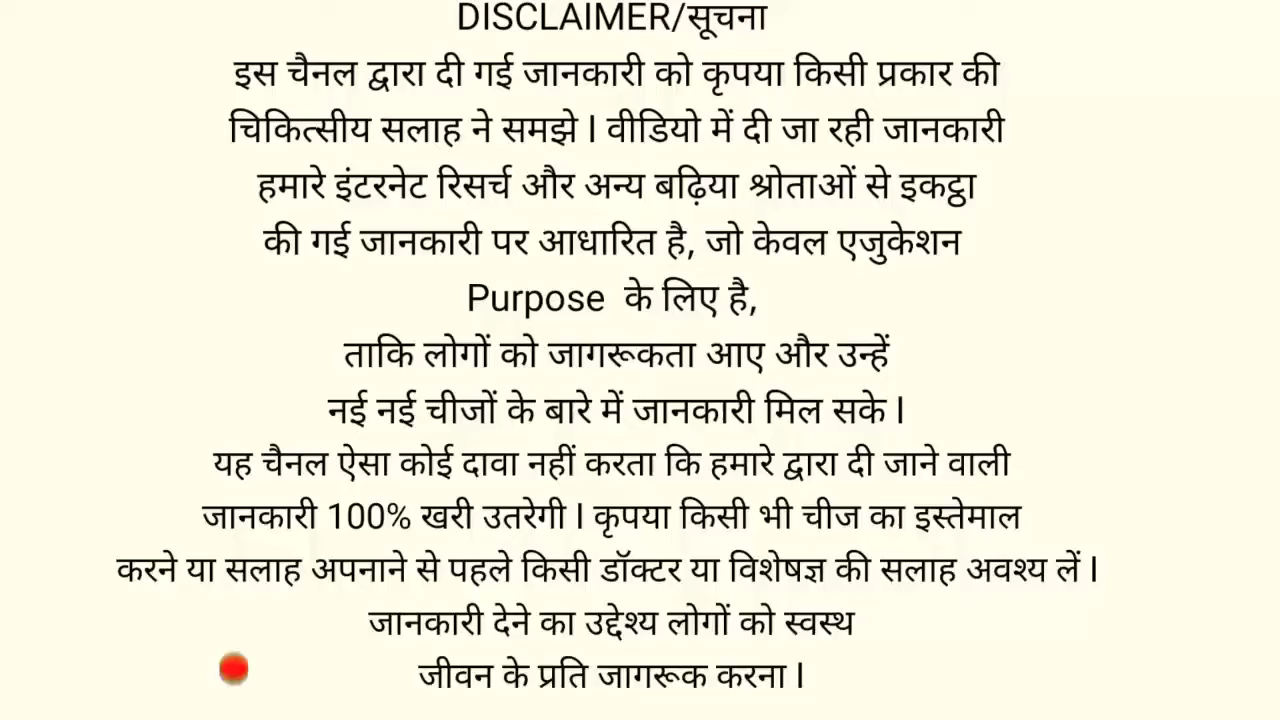 DISCLAIMER/सूचना
इस चैनल द्वारा दी गई जानकारी को कृपया किसी प्रकार की
चिकित्सीय सलाह ने समझे l वीडियो में दी जा रही जानकारी
हमारे इंटरनेट रिसर्च और अन्य बढ़िया श्रोताओं से इकट्ठा
की गई जानकारी पर आधारित है, जो केवल एजुकेशन
Purpose के लिए है,
ताकि लोगों को जागरूकता आए और उन्हें
नई नई चीजों के बारे में जानकारी मिल सके l
यह चैनल ऐसा कोई दावा नहीं करता कि हमारे द्वारा दी जाने वाली
जानकारी 100% खरी उतरेगी l कृपया किसी भी चीज का इस्तेमाल
करने या सलाह अपनाने से पहले किसी डॉक्टर या विशेषज्ञ की सलाह अवश्य लें l
जानकारी देने का उद्देश्य लोगों को स्वस्थ
जीवन के प्रति जागरूक करना l